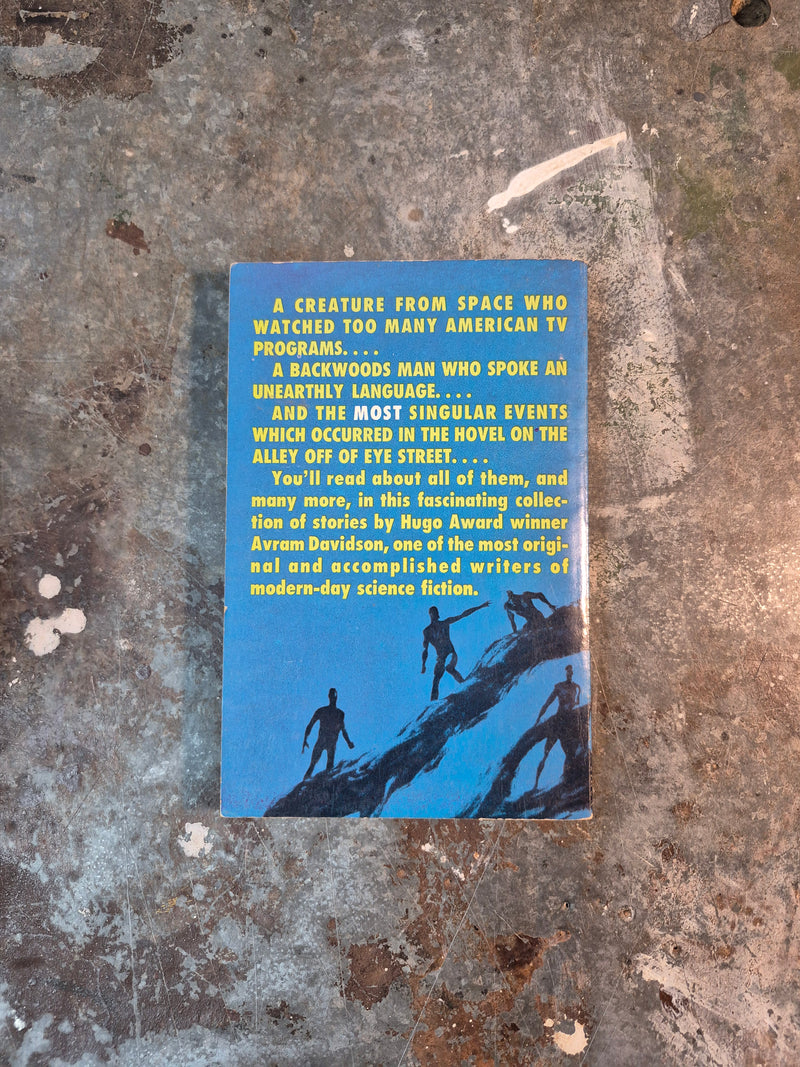 A CREATURE FROM SPACE WHO
WATCHED TOO MANY AMERICAN TV
PROGRAMS....
A BACKWOODS MAN WHO SPOKE AN
UNEARTHLY LANGUAGE....
AND THE MOST SINGULAR EVENTS
WHICH OCCURRED IN THE HOVEL ON THE
ALLEY OFF OF EYE STREET....
You'll read about all of them, and
many more, in this fascinating collec-
tion of stories by Hugo Award winner
Avram Davidson, one of the most origi-
nal and accomplished writers of
modern-day science fiction.